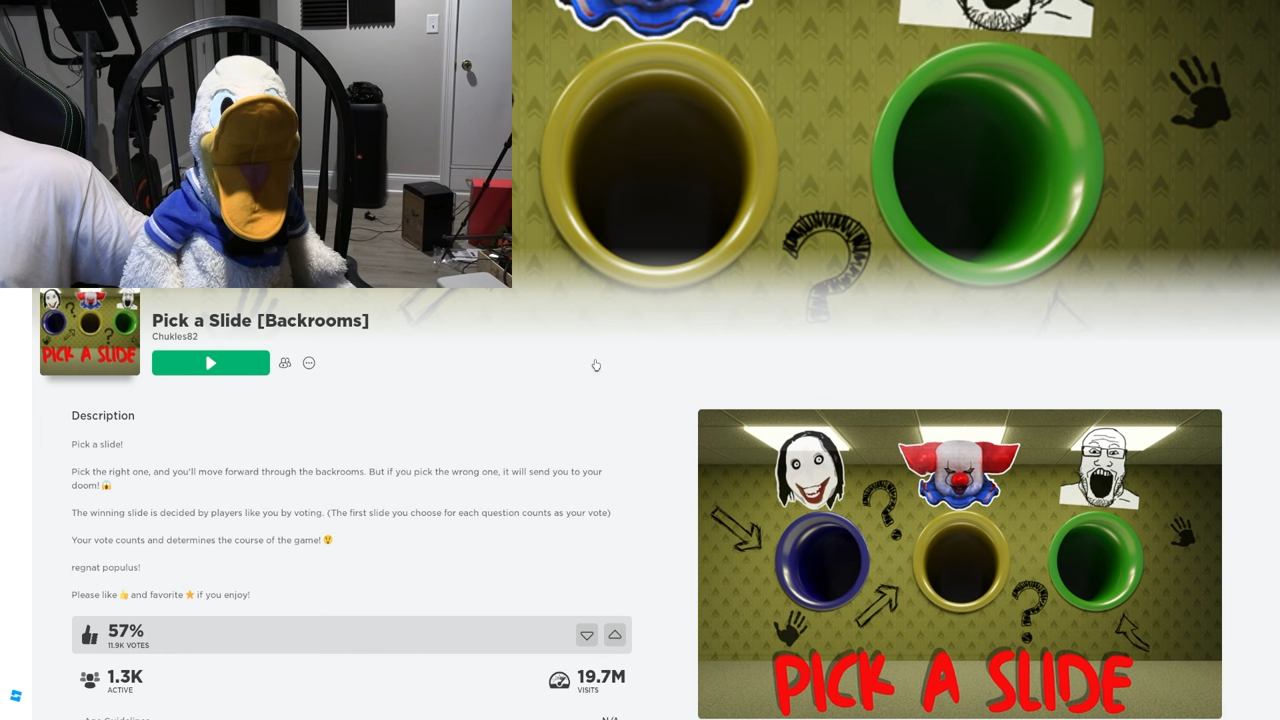 Pick a Slide [Backrooms]
Chukles82
PICK A SLIDE
Description
Pick a slide!
Pick the right one, and you'll move forward through the backrooms. But if you pick the wrong one, it will send you to your
doom! 😱
The winning slide is decided by players like you by voting. (The first slide you choose for each question counts as your vote)
Your vote counts and determines the course of the game! 😲
regnat populus!
Please like 👍 and favorite ⭐ if you enjoy!
57%
11.9K VOTES
1.3K
ACTIVE
19.7M
VISITS
PICK A SLIDE